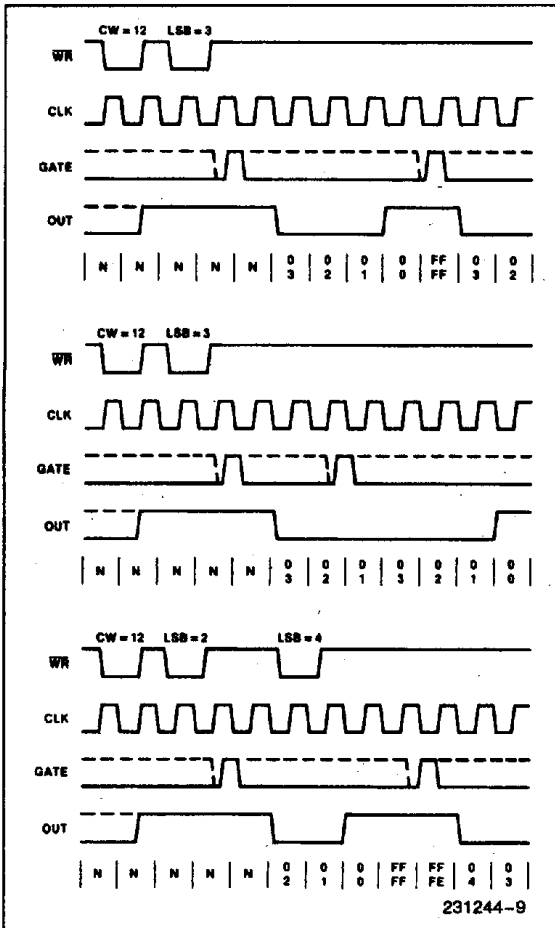 CW = 12 LSB = 3
WR
CLK
GATE
OUT
| N | N | N | N | N | 0 | 0 | 0 | 0 | FF | 0 | 0 |
3 2 1 0 FF 3 2
CW = 12 LSB = 3
WR
CLK
GATE
OUT
| N | N | N | N | N | 0 | 0 | 0 | 0 | 0 | 0 | 0 |
3 2 1 3 2 1 0
CW = 12 LSB = 2 LSB = 4
WR
CLK
GATE
OUT
| N | N | N | N | N | 0 | 0 | 0 | FF | FF | 0 | 0 |
2 1 0 FF FE 4 3
231244-9